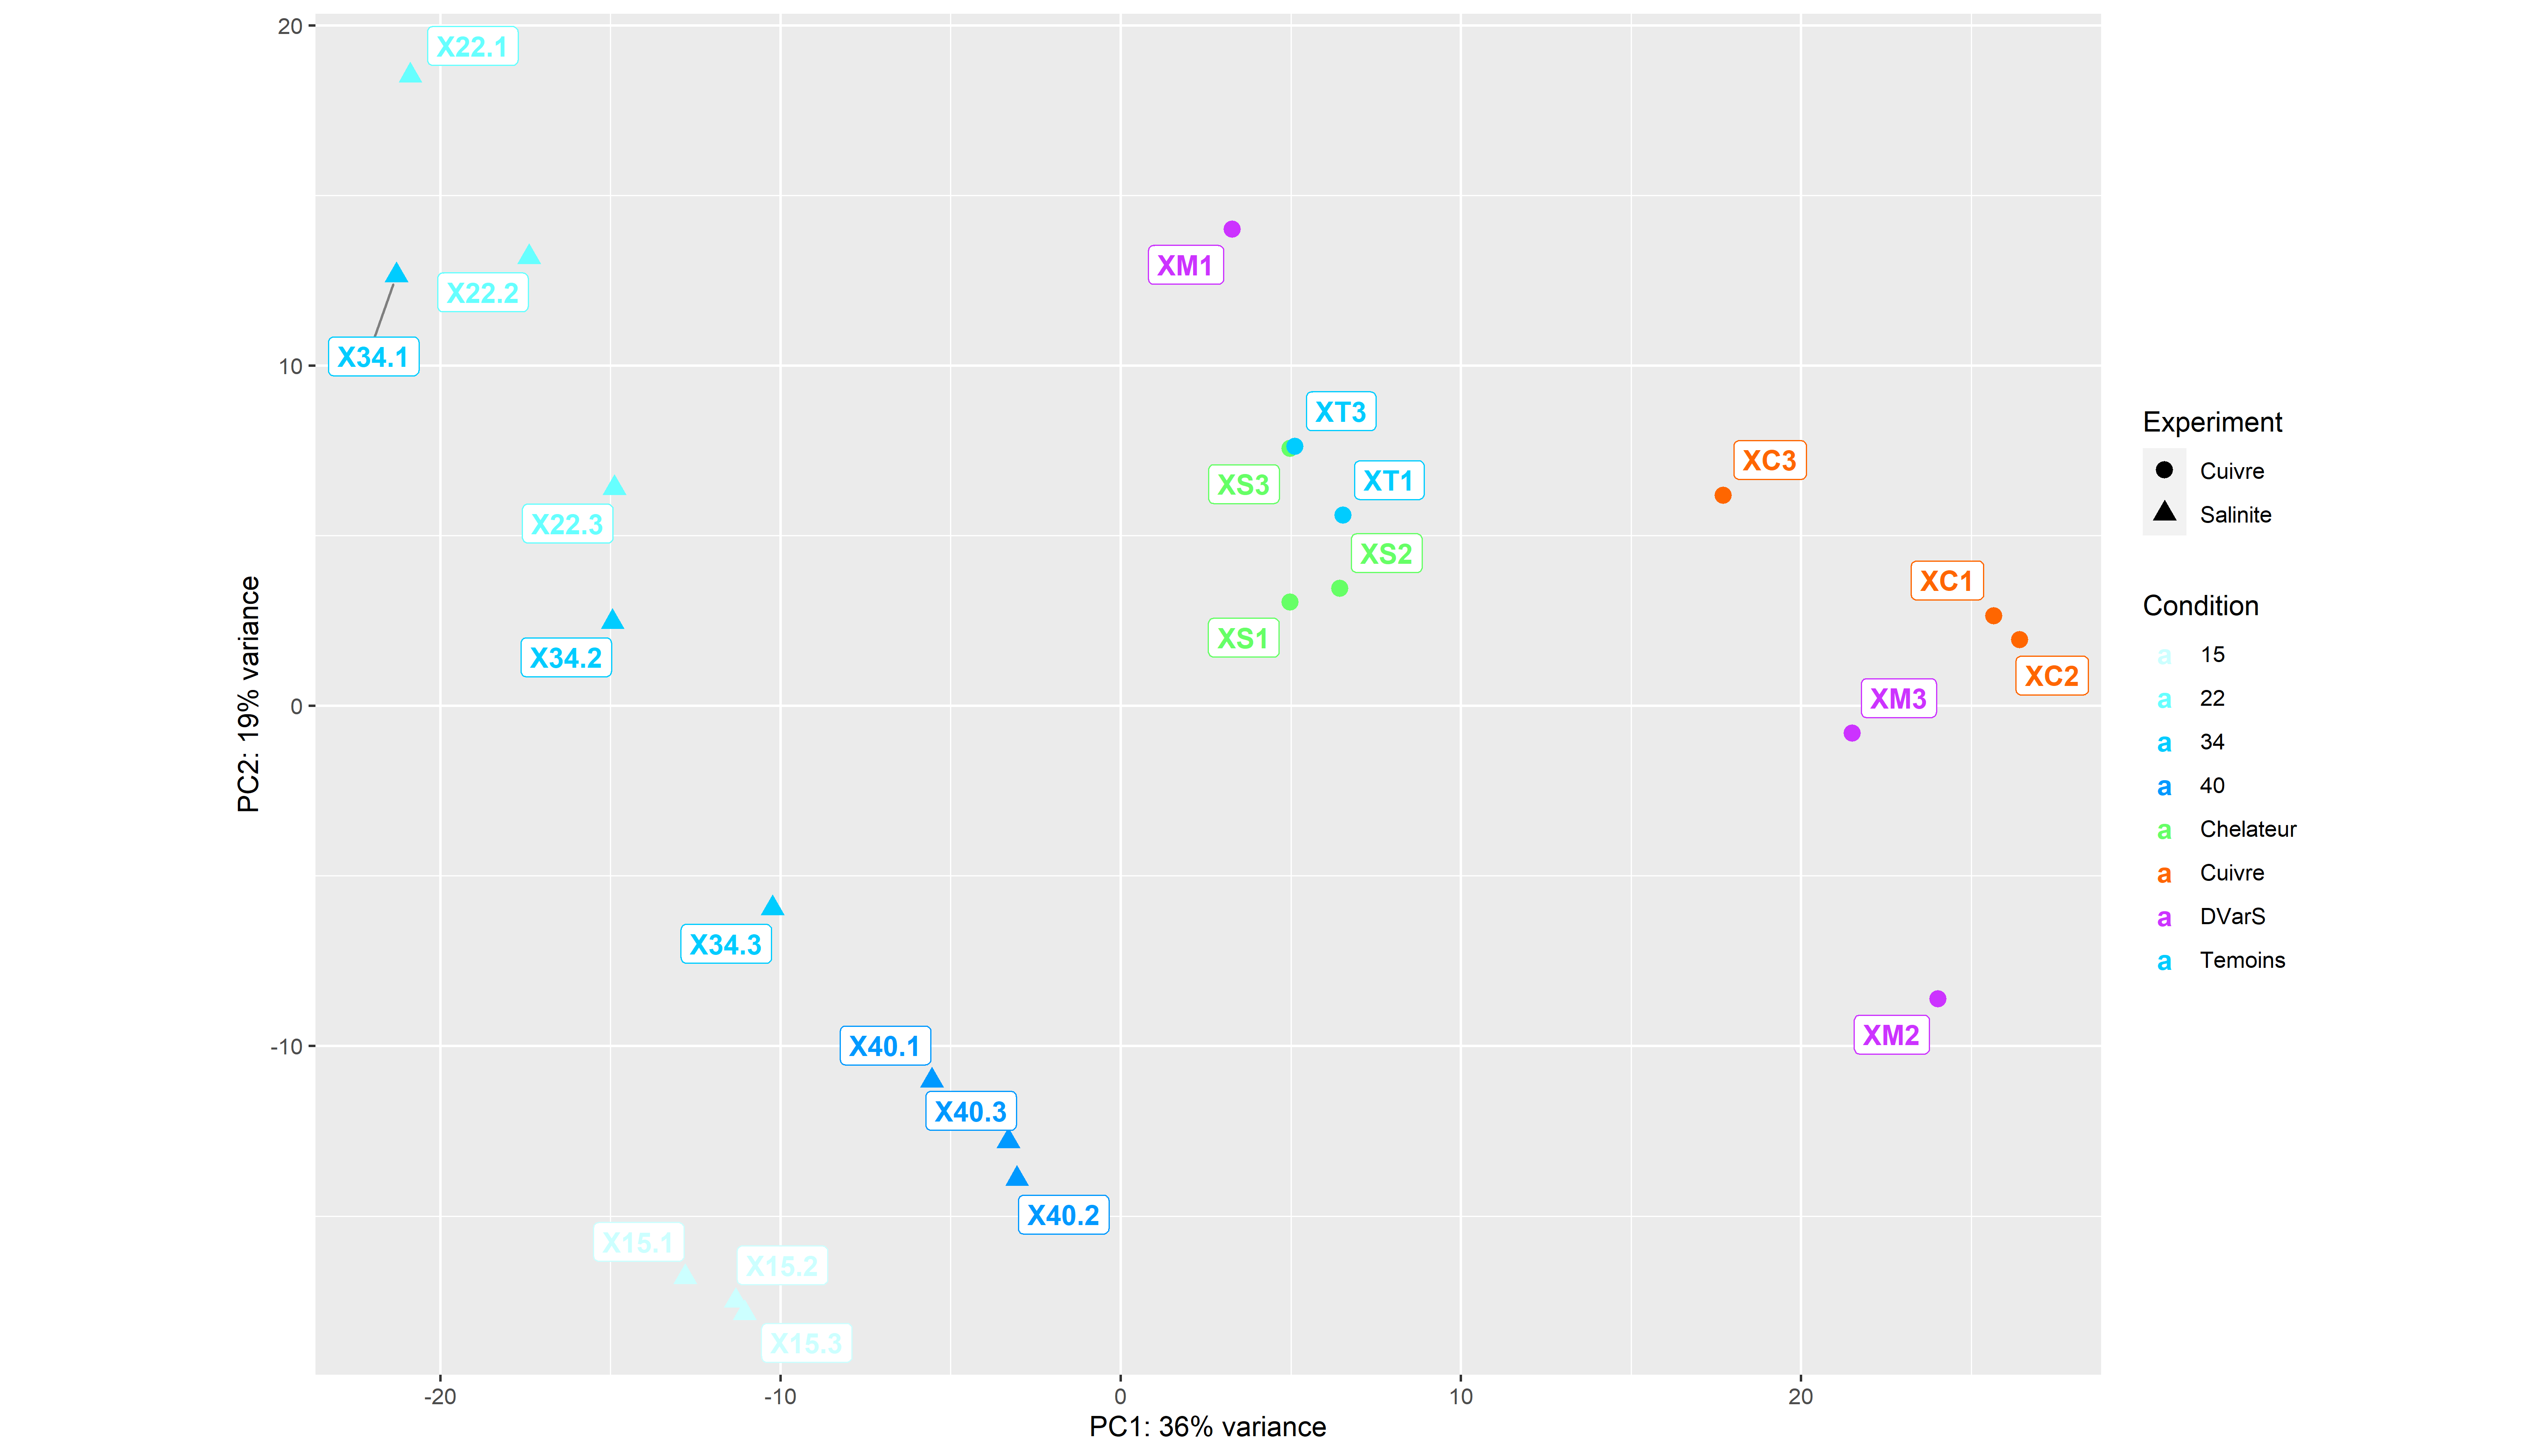 20
10
0
-10
PC2: 19% variance
X22.1
X22.2
X34.1
XM1
XT3
XS3
XT1
XC3
X22.3
XS2
XC1
XS1
X34.2
XC2
XM3
X34.3
XM2
X40.1
X40.3
X40.2
X15.1
X15.2
X15.3
-20
-10
0
10
20
PC1: 36% variance
Experiment
Cuivre
Salinite
Condition
a 15
a 22
a 34
a 40
a Chelateur
a Cuivre
a DVarS
a Temoins